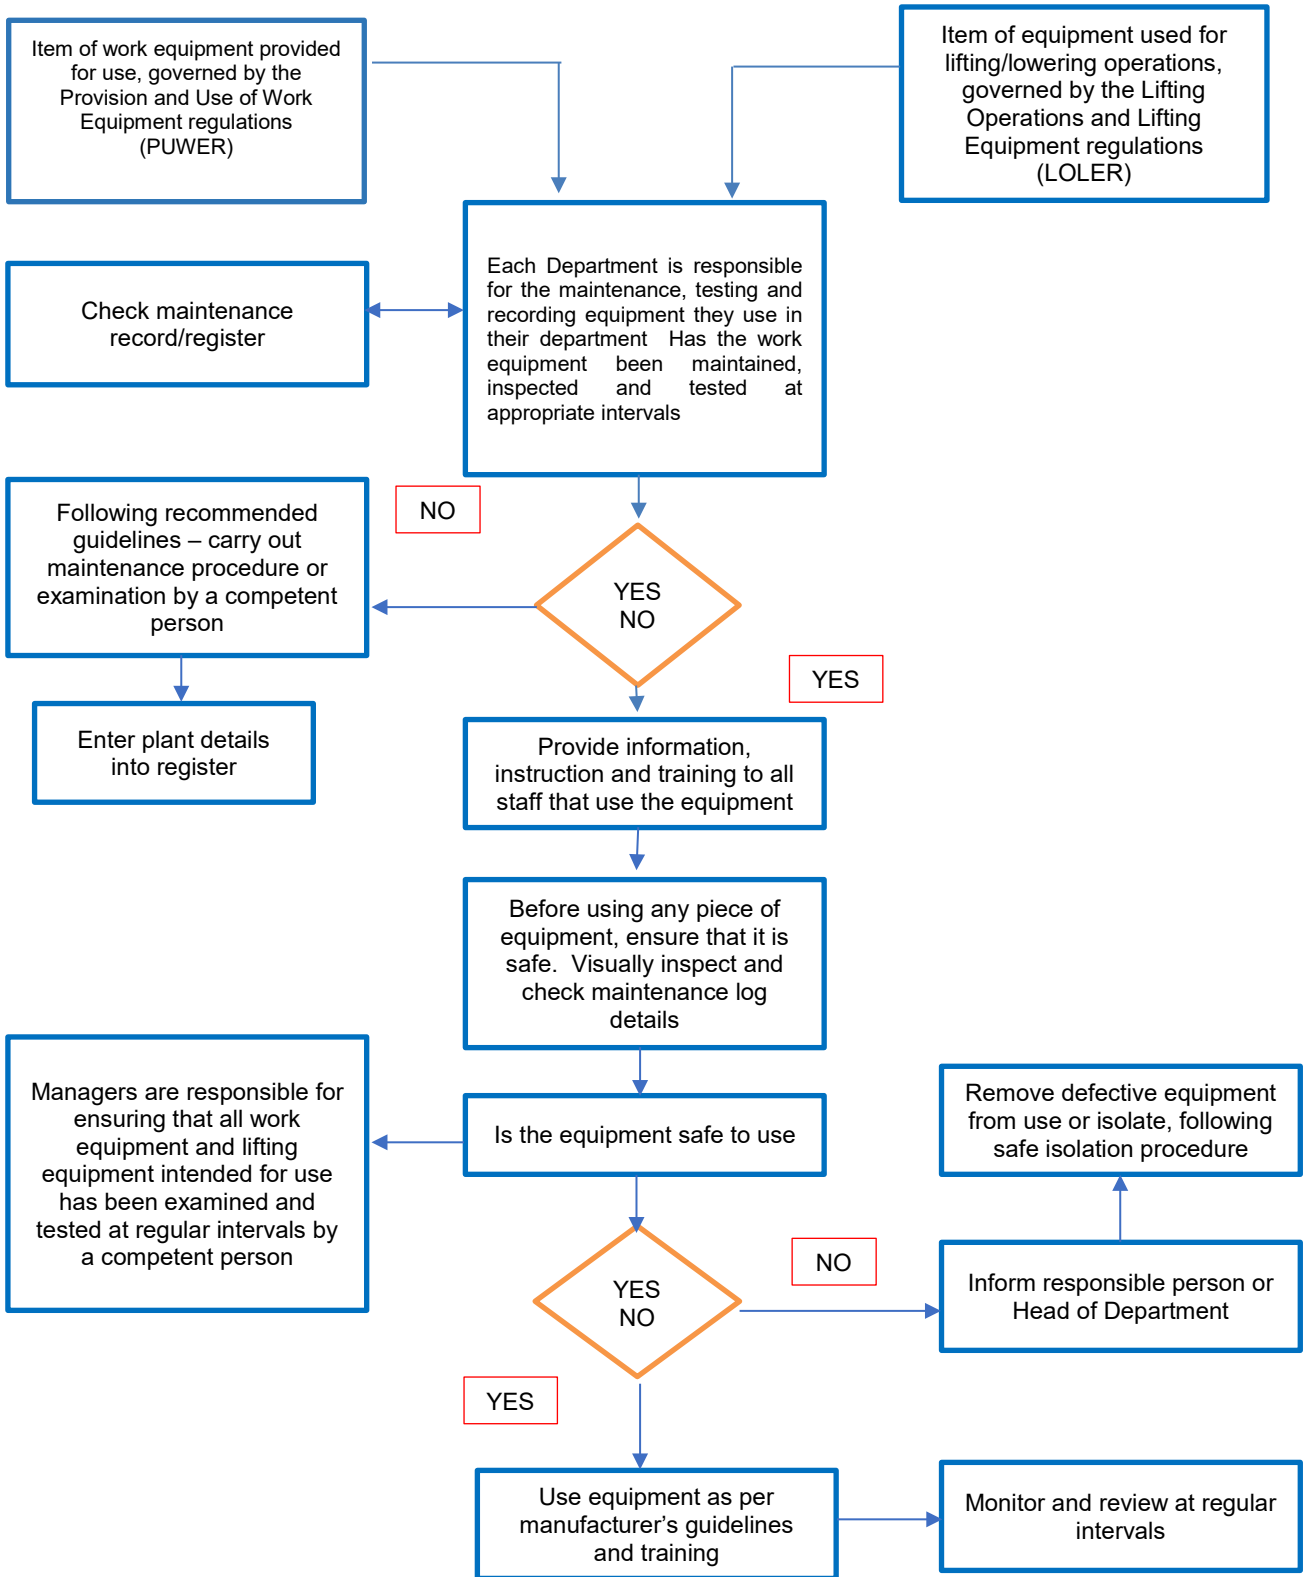 Item of work equipment provided
for use, governed by the
Provision and Use of Work
Equipment regulations
(PUWER)
Item of equipment used for
lifting/lowering operations,
governed by the Lifting
Operations and Lifting
Equipment regulations
(LOLER)
Each Department is responsible
for the maintenance, testing and
recording equipment they use in
their department  Has the work
equipment been maintained,
inspected and tested at
appropriate intervals
Check maintenance
record/register
Following recommended
guidelines – carry out
maintenance procedure or
examination by a competent
person
NO
YES
NO
YES
Enter plant details
into register
Provide information,
instruction and training to all
staff that use the equipment
Before using any piece of
equipment, ensure that it is
safe.  Visually inspect and
check maintenance log
details
Managers are responsible for
ensuring that all work
equipment and lifting
equipment intended for use
has been examined and
tested at regular intervals by
a competent person
Is the equipment safe to use
Remove defective equipment
from use or isolate, following
safe isolation procedure
YES
NO
NO
Inform responsible person or
Head of Department
YES
Use equipment as per
manufacturer’s guidelines
and training
Monitor and review at regular
intervals